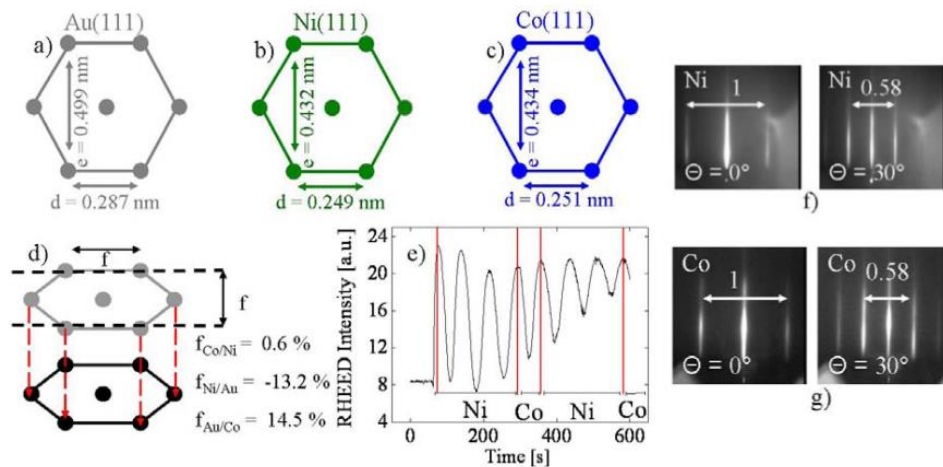 a)
Au(111)
e = 0.499 nm
d = 0.287 nm
b)
Ni(111)
e = 0.432 nm
d = 0.249 nm
c)
Co(111)
e = 0.434 nm
d = 0.251 nm
d)
f
f
f_Co/Ni = 0.6 %
f_Ni/Au = -13.2 %
f_Au/Co = 14.5 %
e)
RHEED Intensity [a.u.]
24
20
16
12
8
4
Ni
Co
Ni
Co
0
200
400
600
Time [s]
Ni
1
Θ = 0°
Ni
0.58
Θ = 30°
f)
Co
1
Θ = 0°
Co
0.58
Θ = 30°
g)